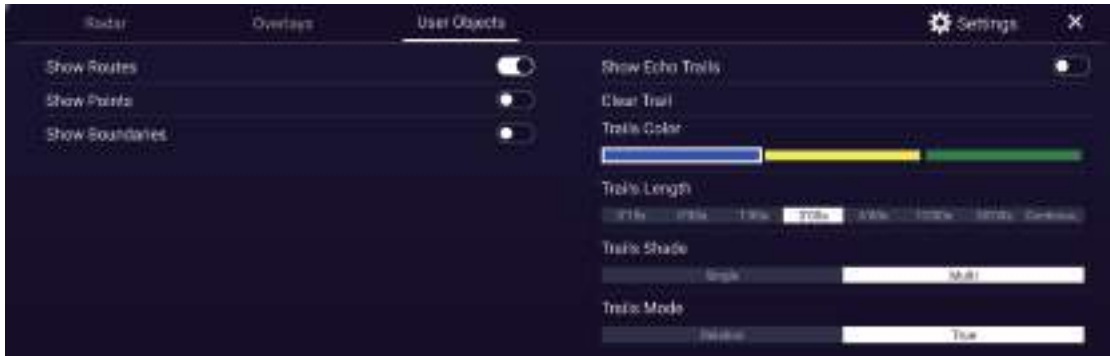 Radar Overlays User Objects Settings
Show Routes
Show Points
Show Boundaries
Show Echo Trails
Clear Trail
Trails Color
Trails Length
Trails Shade
Single Multi
Trails Mode
Relative True